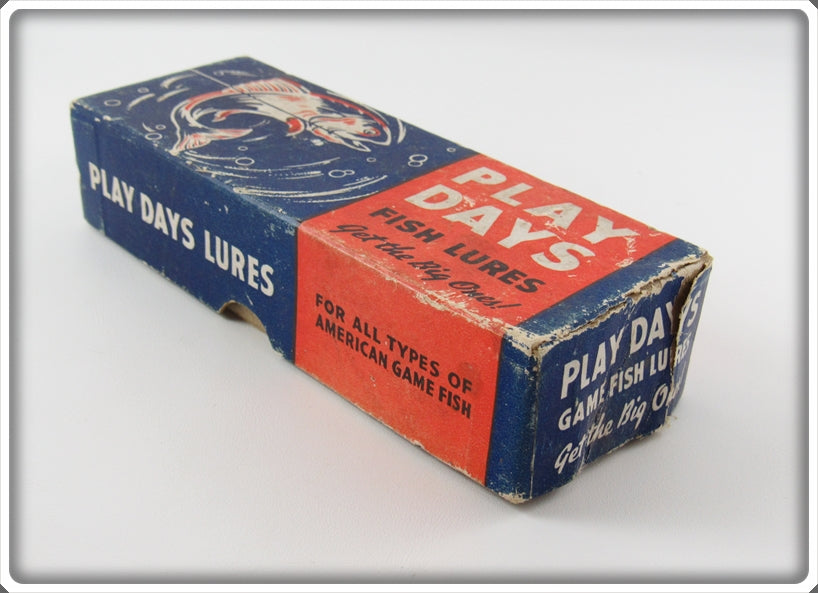 PLAY
DAYS
FISH LURES
Get the Big Ones!
PLAY DAYS LURES
FOR ALL TYPES OF
AMERICAN GAME FISH
PLAY DAYS
GAME FISH LURES
Get the Big On